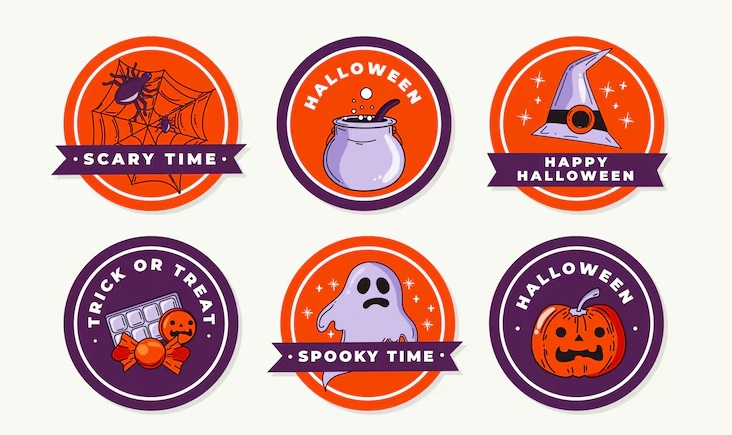 · SCARY TIME ·
HALLOWEEN
HAPPY
HALLOWEEN
· TRICK OR TREAT ·
· SPOOKY TIME ·
· HALLOWEEN ·